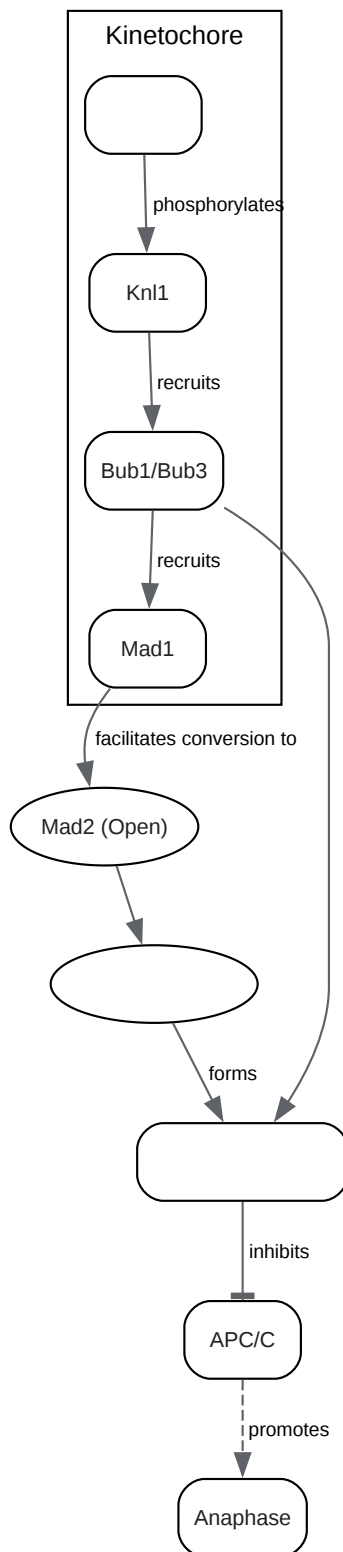 Kinetochore
phosphorylates
Knl1
recruits
Bub1/Bub3
recruits
Mad1
facilitates conversion to
Mad2 (Open)
forms
inhibits
APC/C
promotes
Anaphase